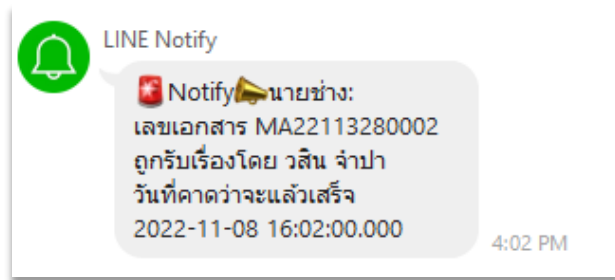 LINE Notify
🚨Notify📣นายช่าง:
เลขเอกสาร MA22113280002
ถูกรับเรื่องโดย วสิน จำปา
วันที่คาดว่าจะแล้วเสร็จ
2022-11-08 16:02:00.000
4:02 PM